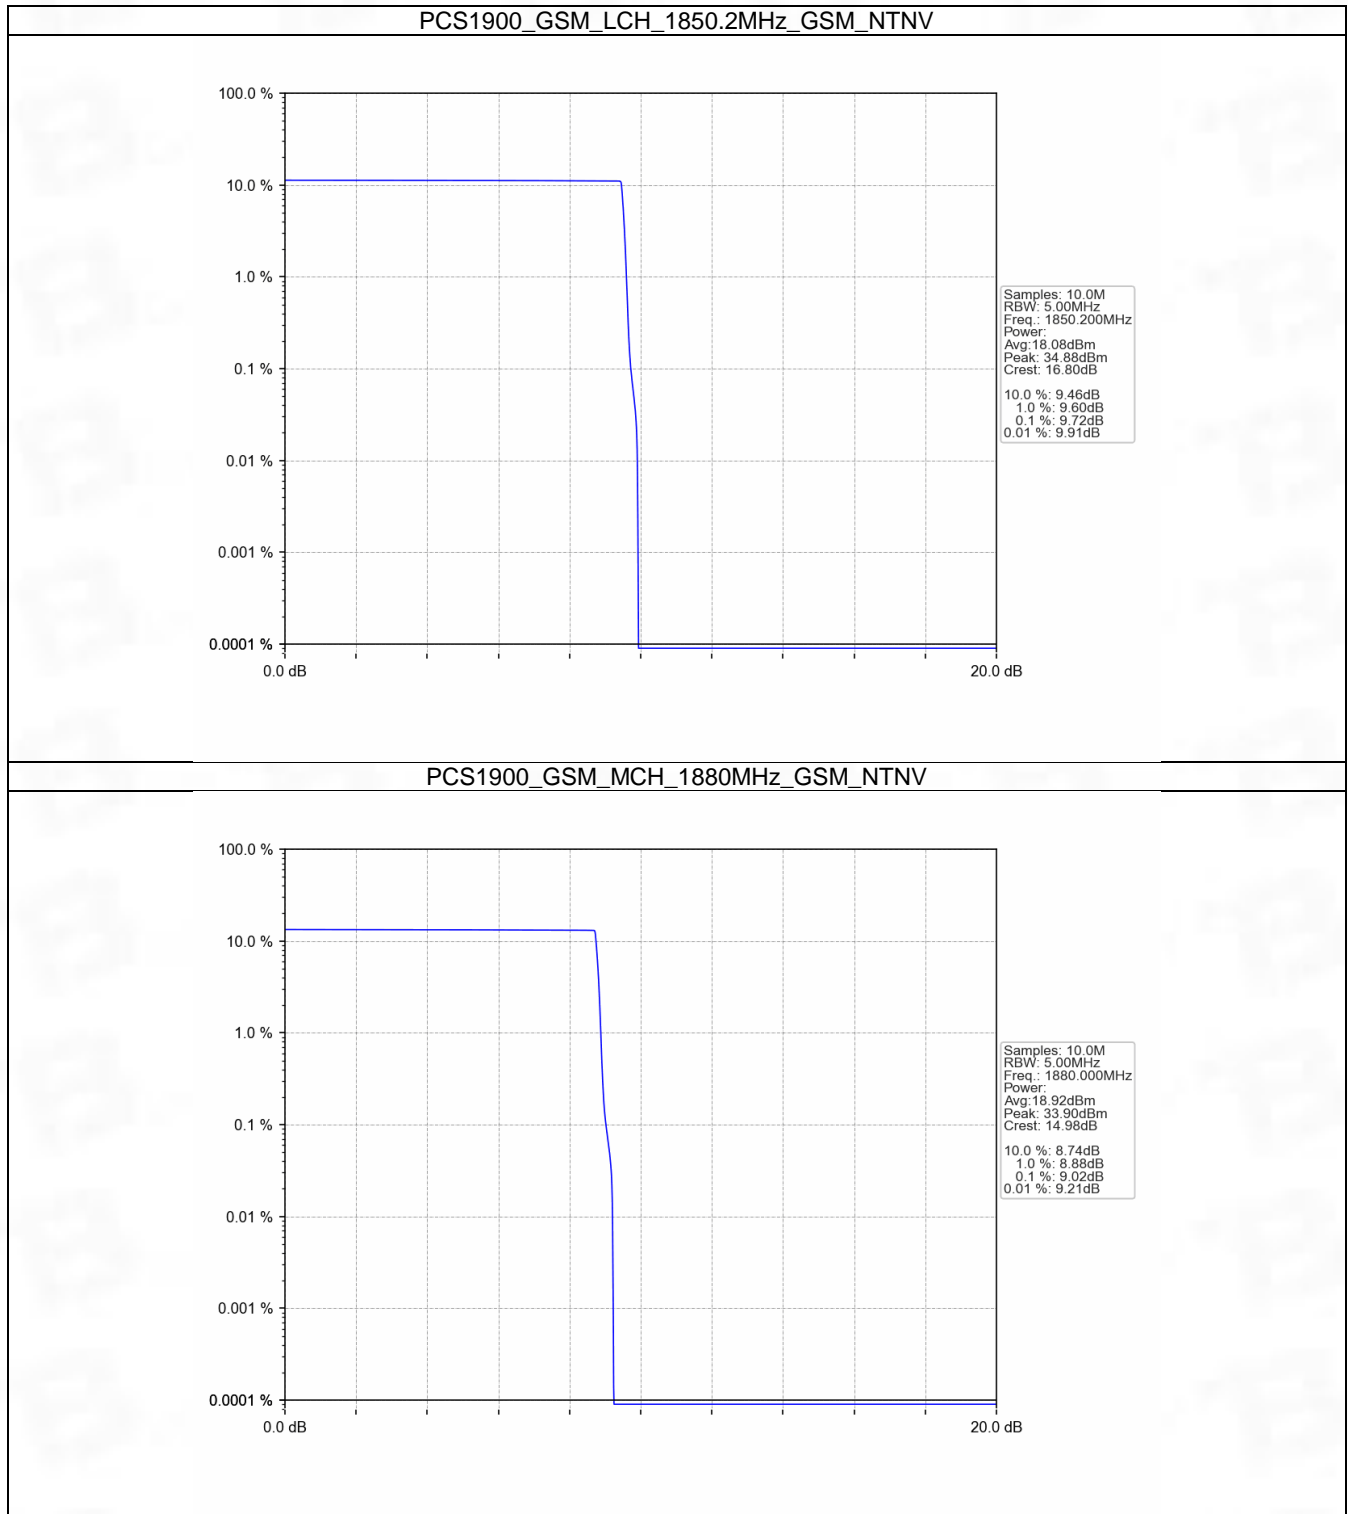 PCS1900_GSM_LCH_1850.2MHz_GSM_NTNV
100.0 %
10.0 %
1.0 %
0.1 %
0.01 %
0.001 %
0.0001 %
0.0 dB
20.0 dB
Samples: 10.0M
RBW: 5.00MHz
Freq.: 1850.200MHz
Power:
Avg:18.08dBm
Peak: 34.88dBm
Crest: 16.80dB
10.0 %: 9.46dB
1.0 %: 9.60dB
0.1 %: 9.72dB
0.01 %: 9.91dB
PCS1900_GSM_MCH_1880MHz_GSM_NTNV
100.0 %
10.0 %
1.0 %
0.1 %
0.01 %
0.001 %
0.0001 %
0.0 dB
20.0 dB
Samples: 10.0M
RBW: 5.00MHz
Freq.: 1880.000MHz
Power:
Avg:18.92dBm
Peak: 33.90dBm
Crest: 14.98dB
10.0 %: 8.74dB
1.0 %: 8.88dB
0.1 %: 9.02dB
0.01 %: 9.21dB